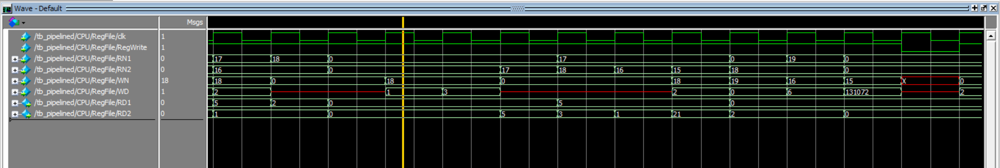 Wave - Default
Msgs
/tb_pipelined/CPU/RegFile/clk 1
/tb_pipelined/CPU/RegFile/RegWrite 1
/tb_pipelined/CPU/RegFile/RN1 0 17 18 0 17 0 19 0
/tb_pipelined/CPU/RegFile/RN2 0 16 0 17 18 16 15 18 0
/tb_pipelined/CPU/RegFile/WN 18 18 0 18 0 18 19 16 15 X 0
/tb_pipelined/CPU/RegFile/WD 1 2 1 3 2 0 6 131072 2
/tb_pipelined/CPU/RegFile/RD1 0 5 2 0 5 0
/tb_pipelined/CPU/RegFile/RD2 0 1 0 5 3 1 21 2 0